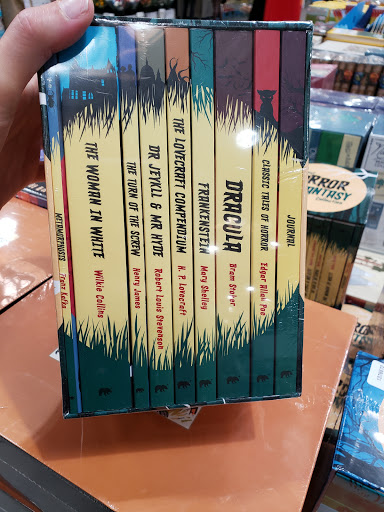 METAMORPHOSIS Franz Kafka
THE WOMAN IN WHITE Wilkie Collins
THE TURN OF THE SCREW Henry James
DR JEKYLL & MR HYDE Robert Louis Stevenson
THE LOVECRAFT COMPENDIUM H. P. Lovecraft
FRANKENSTEIN Mary Shelley
DRACULA Bram Stoker
CLASSIC TALES OF HORROR Edgar Allan Poe
JOURNAL
HORROR
FANTASY